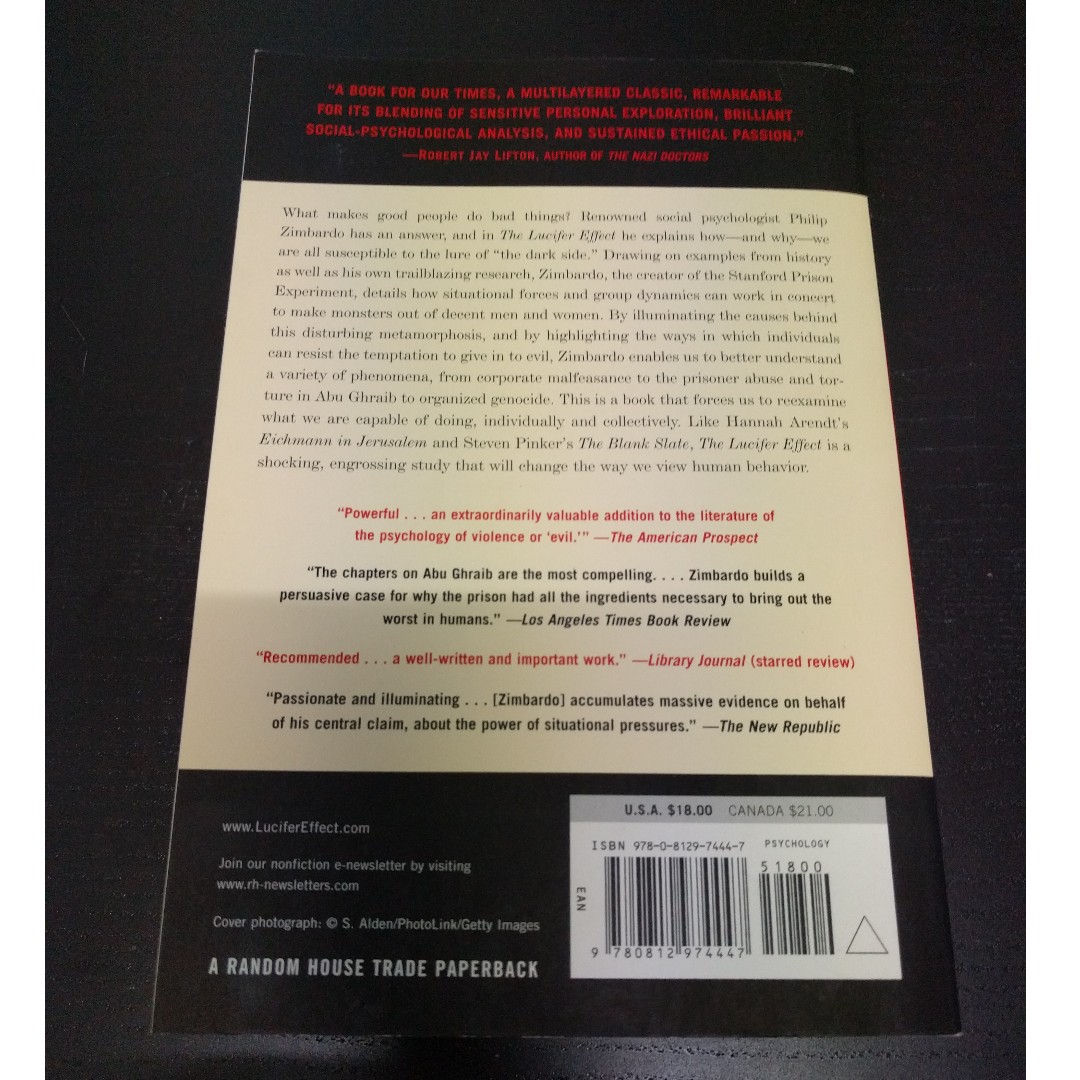 "A BOOK FOR OUR TIMES, A MULTILAYERED CLASSIC, REMARKABLE
FOR ITS BLENDING OF SENSITIVE PERSONAL EXPLORATION, BRILLIANT
SOCIAL-PSYCHOLOGICAL ANALYSIS, AND SUSTAINED ETHICAL PASSION."
—ROBERT JAY LIFTON, AUTHOR OF THE NAZI DOCTORS
What makes good people do bad things? Renowned social psychologist Philip
Zimbardo has an answer, and in The Lucifer Effect he explains how—and why—we
are all susceptible to the lure of "the dark side." Drawing on examples from history
as well as his own trailblazing research, Zimbardo, the creator of the Stanford Prison
Experiment, details how situational forces and group dynamics can work in concert
to make monsters out of decent men and women. By illuminating the causes behind
this disturbing metamorphosis, and by highlighting the ways in which individuals
can resist the temptation to give in to evil, Zimbardo enables us to better understand
a variety of phenomena, from corporate malfeasance to the prisoner abuse and tor-
ture in Abu Ghraib to organized genocide. This is a book that forces us to reexamine
what we are capable of doing, individually and collectively. Like Hannah Arendt's
Eichmann in Jerusalem and Steven Pinker's The Blank Slate, The Lucifer Effect is a
shocking, engrossing study that will change the way we view human behavior.
"Powerful . . . an extraordinarily valuable addition to the literature of
the psychology of violence or 'evil.'" —The American Prospect
"The chapters on Abu Ghraib are the most compelling. . . . Zimbardo builds a
persuasive case for why the prison had all the ingredients necessary to bring out the
worst in humans." —Los Angeles Times Book Review
"Recommended . . . a well-written and important work." —Library Journal (starred review)
"Passionate and illuminating . . . [Zimbardo] accumulates massive evidence on behalf
of his central claim, about the power of situational pressures." —The New Republic
www.LuciferEffect.com
Join our nonfiction e-newsletter by visiting
www.rh-newsletters.com
Cover photograph: © S. Alden/PhotoLink/Getty Images
A RANDOM HOUSE TRADE PAPERBACK
U.S.A. $18.00 CANADA $21.00
ISBN 978-0-8129-7444-7 PSYCHOLOGY
51800
EAN
9 780812 974447